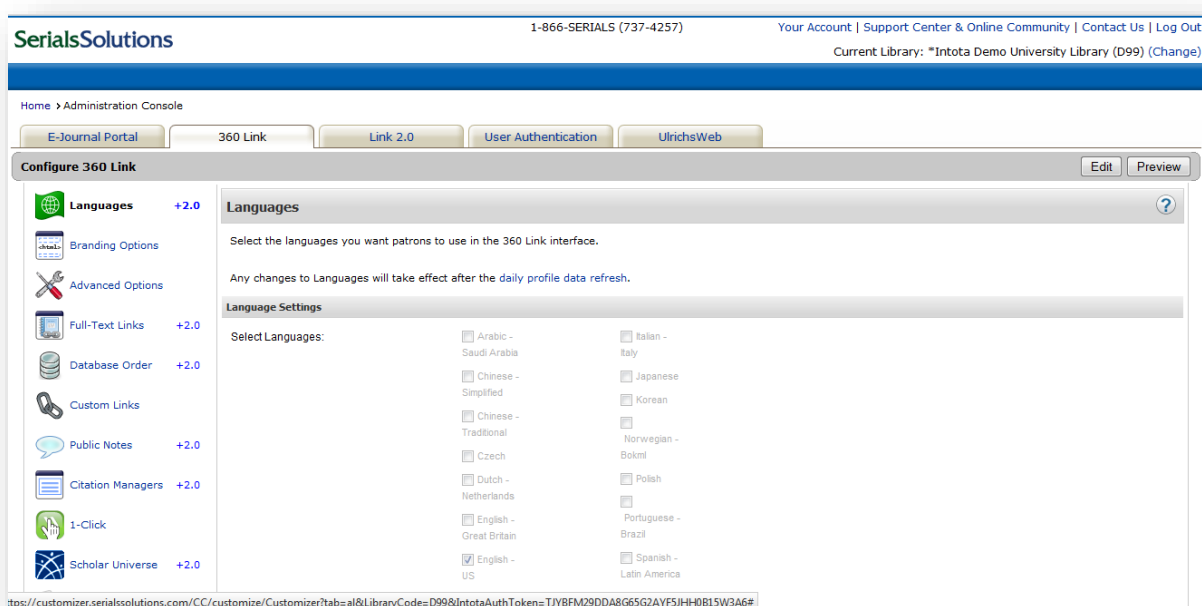 SerialsSolutions
1-866-SERIALS (737-4257)
Your Account | Support Center & Online Community | Contact Us | Log Out
Current Library: *Intota Demo University Library (D99) (Change)
Home > Administration Console
E-Journal Portal
360 Link
Link 2.0
User Authentication
UlrichsWeb
Configure 360 Link
Edit
Preview
Languages +2.0
Branding Options
Advanced Options
Full-Text Links +2.0
Database Order +2.0
Custom Links
Public Notes +2.0
Citation Managers +2.0
1-Click
Scholar Universe +2.0
Languages
?
Select the languages you want patrons to use in the 360 Link interface.
Any changes to Languages will take effect after the daily profile data refresh.
Language Settings
Select Languages:
Arabic -
Saudi Arabia
Chinese -
Simplified
Chinese -
Traditional
Czech
Dutch -
Netherlands
English -
Great Britain
English -
US
Italian -
Italy
Japanese
Korean
Norwegian -
Bokml
Polish
Portuguese -
Brazil
Spanish -
Latin America
ttps://customizer.serialssolutions.com/CC/customize/Customizer?tab=al&LibraryCode=D99&IntotaAuthToken=TJYBFM29DDA8G65G2AYF5JHH0B15W3A6#